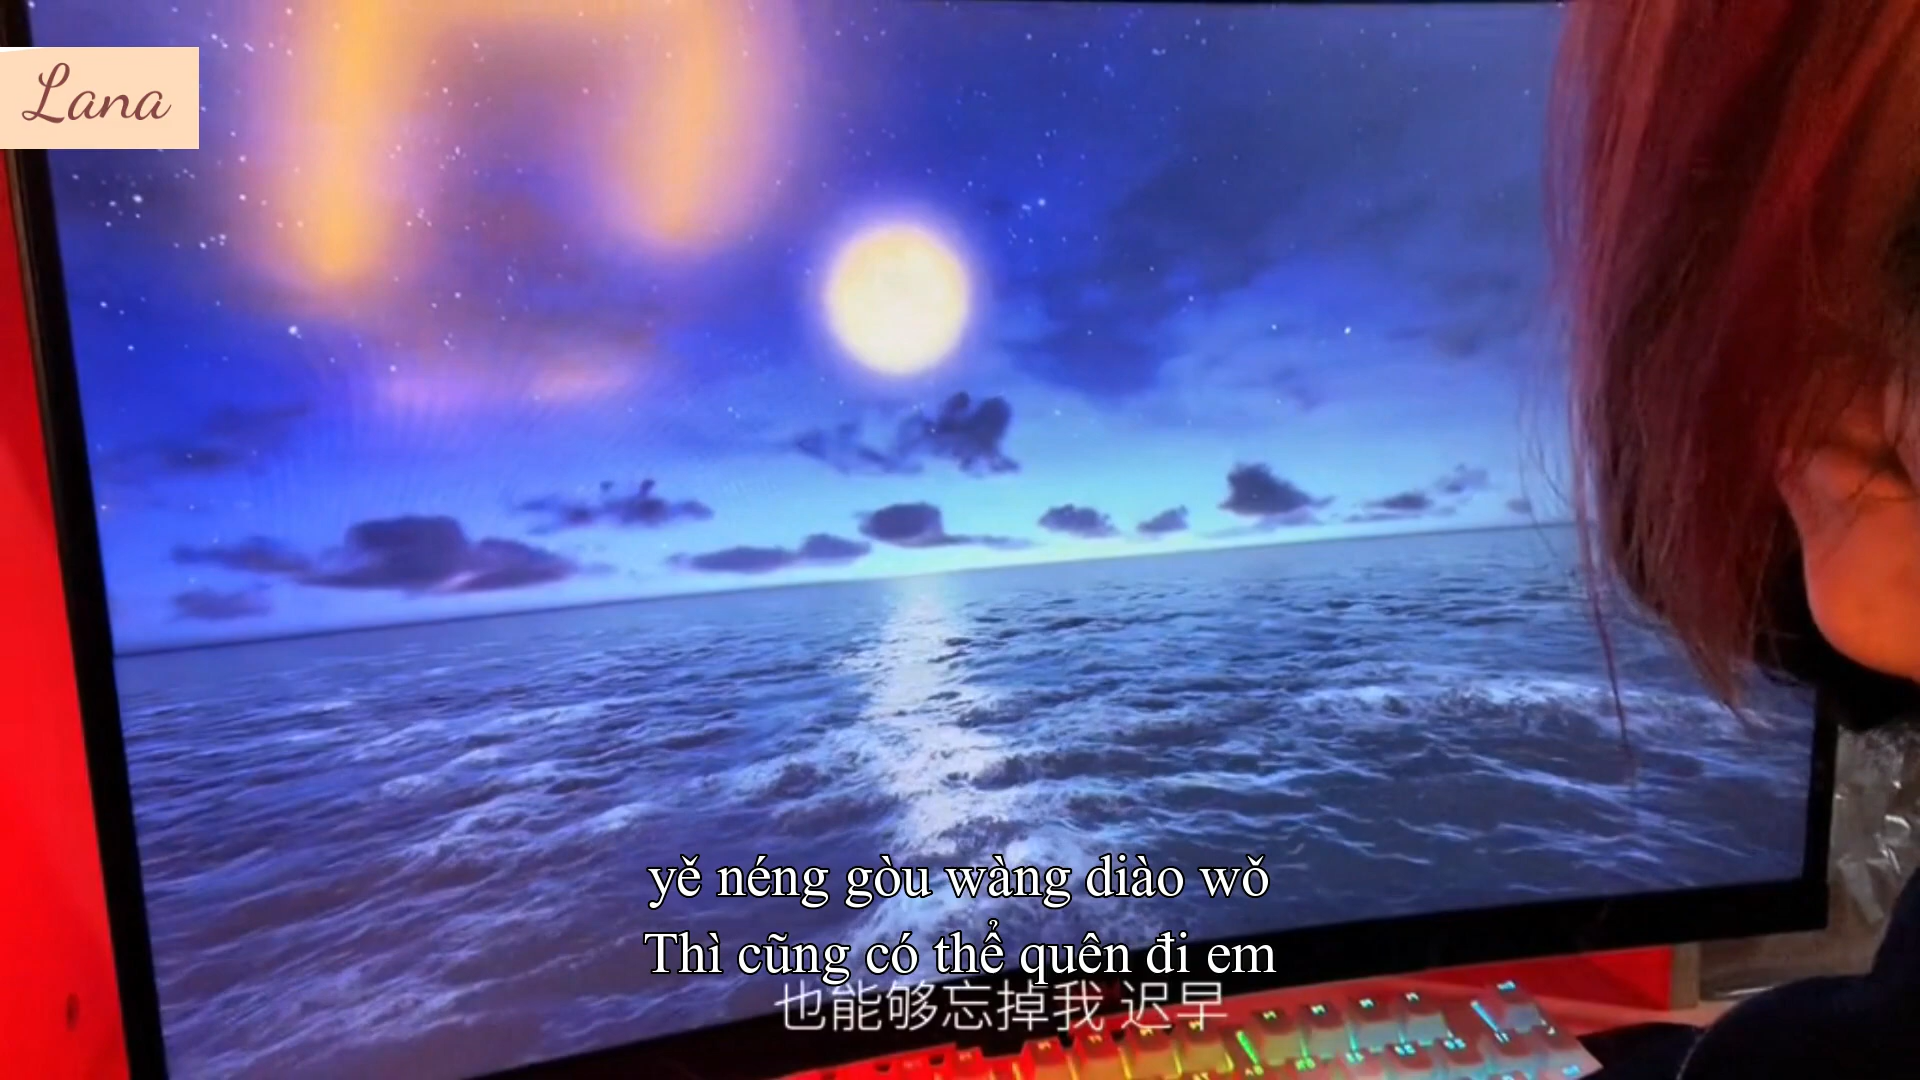 Lana
yě néng gòu wàng diào wǒ
Thì cũng có thể quên đi em
也能够忘掉我 迟早